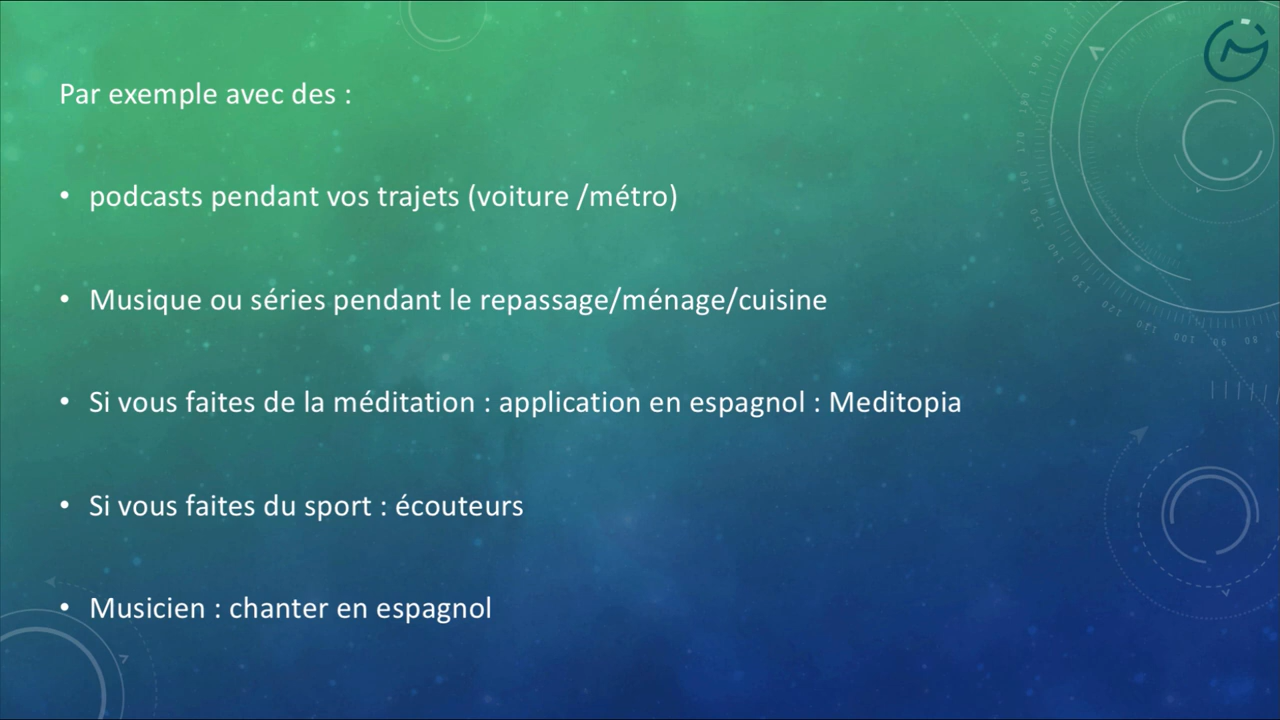 Par exemple avec des :
• podcasts pendant vos trajets (voiture /métro)
• Musique ou séries pendant le repassage/ménage/cuisine
• Si vous faites de la méditation : application en espagnol : Meditopia
• Si vous faites du sport : écouteurs
• Musicien : chanter en espagnol